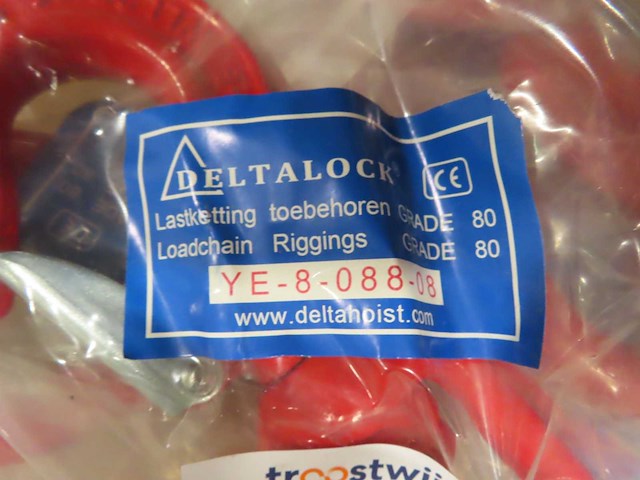 DELTALOCK®
CE
Lastketting toebehoren GRADE 80
Loadchain Riggings GRADE 80
YE-8-088-08
www.deltahoist.com